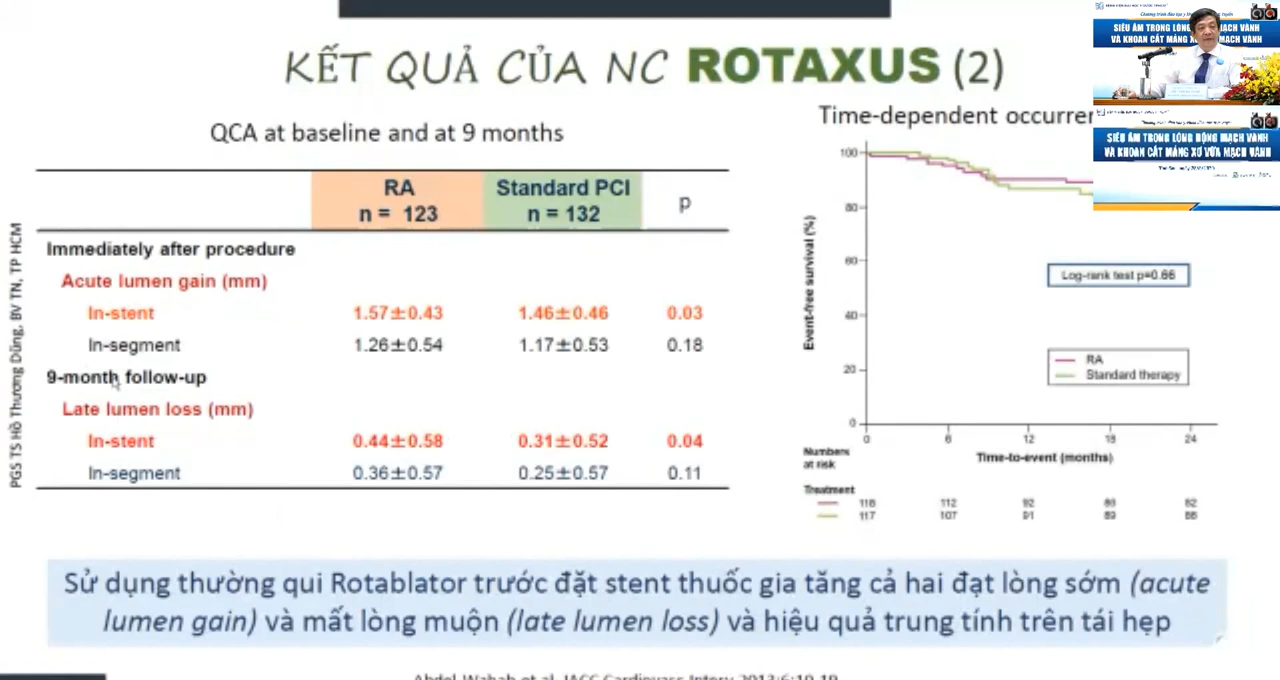 KẾT QUẢ CỦA NC ROTAXUS (2)
QCA at baseline and at 9 months
RA
n = 123
Standard PCI
n = 132
p
Immediately after procedure
Acute lumen gain (mm)
In-stent 1.57±0.43 1.46±0.46 0.03
In-segment 1.26±0.54 1.17±0.53 0.18
9-month follow-up
Late lumen loss (mm)
In-stent 0.44±0.58 0.31±0.52 0.04
In-segment 0.36±0.57 0.25±0.57 0.11
PGS TS Hồ Thượng Dũng, BV TN, TP HCM
Time-dependent
Event-free survival (%)
100
80
60
40
20
0
Log-rank test p=0.66
RA
Standard therapy
0 6 12 18 24
Time-to-event (months)
Numbers
at risk
Treatment
118 112 92
117 107 91 89
SIÊU ÂM TRONG LÒNG ĐỘNG MẠCH VÀNH
VÀ KHOAN CẮT MẢNG XƠ VỮA MẠCH VÀNH
Sử dụng thường qui Rotablator trước đặt stent thuốc gia tăng cả hai đạt lòng sớm (acute
lumen gain) và mất lòng muộn (late lumen loss) và hiệu quả trung tính trên tái hẹp